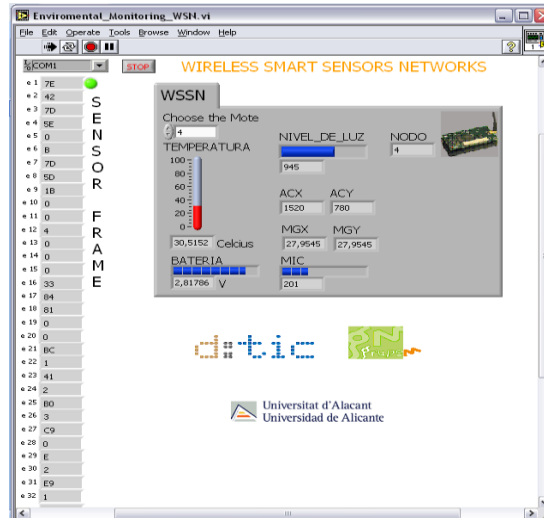 Enviromental_Monitoring_WSN.vi
File Edit Operate Tools Browse Window Help
COM1 STOP WIRELESS SMART SENSORS NETWORKS
SENSOR FRAME
e 1 7E
e 2 42
e 3 7D
e 4 5E
e 5 0
e 6 B
e 7 7D
e 8 5D
e 9 1B
e 10 0
e 11 0
e 12 4
e 13 0
e 14 0
e 15 0
e 16 33
e 17 84
e 18 81
e 19 0
e 20 0
e 21 BC
e 22 1
e 23 41
e 24 2
e 25 B0
e 26 3
e 27 C9
e 28 0
e 29 E
e 30 2
e 31 E9
e 32 1
WSSN
Choose the Mote
4
TEMPERATURA
100
80
60
40
20
0
30,5152 Celcius
BATERIA
2,81786 V
NIVEL_DE_LUZ
945
NODO
4
ACX ACY
1520 780
MGX MGY
27,9545 27,9545
MIC
201
d::tic
Universitat d'Alacant
Universidad de Alicante